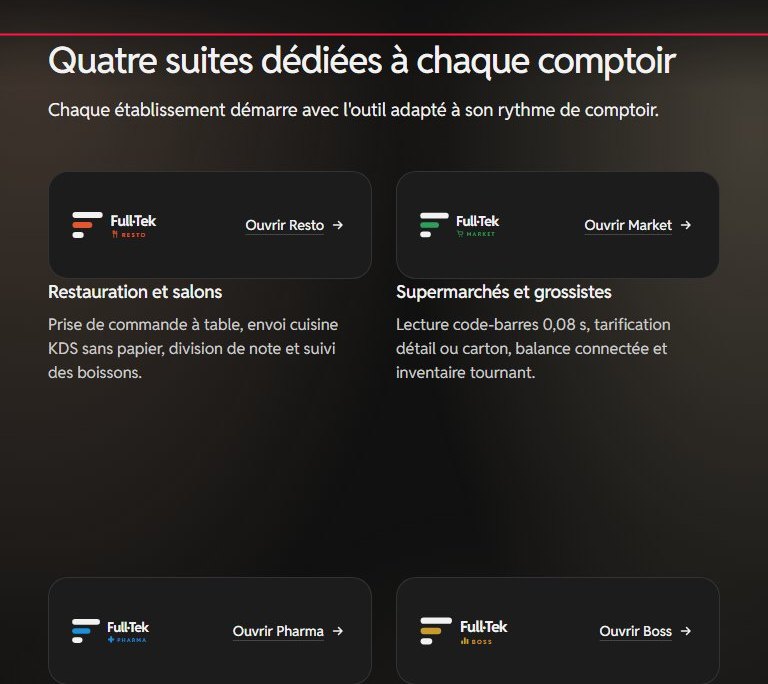 Quatre suites dédiées à chaque comptoir
Chaque établissement démarre avec l'outil adapté à son rythme de comptoir.
Full·Tek
RESTO
Ouvrir Resto →
Full·Tek
MARKET
Ouvrir Market →
Restauration et salons
Prise de commande à table, envoi cuisine
KDS sans papier, division de note et suivi
des boissons.
Supermarchés et grossistes
Lecture code-barres 0,08 s, tarification
détail ou carton, balance connectée et
inventaire tournant.
Full·Tek
PHARMA
Ouvrir Pharma →
Full·Tek
BOSS
Ouvrir Boss →